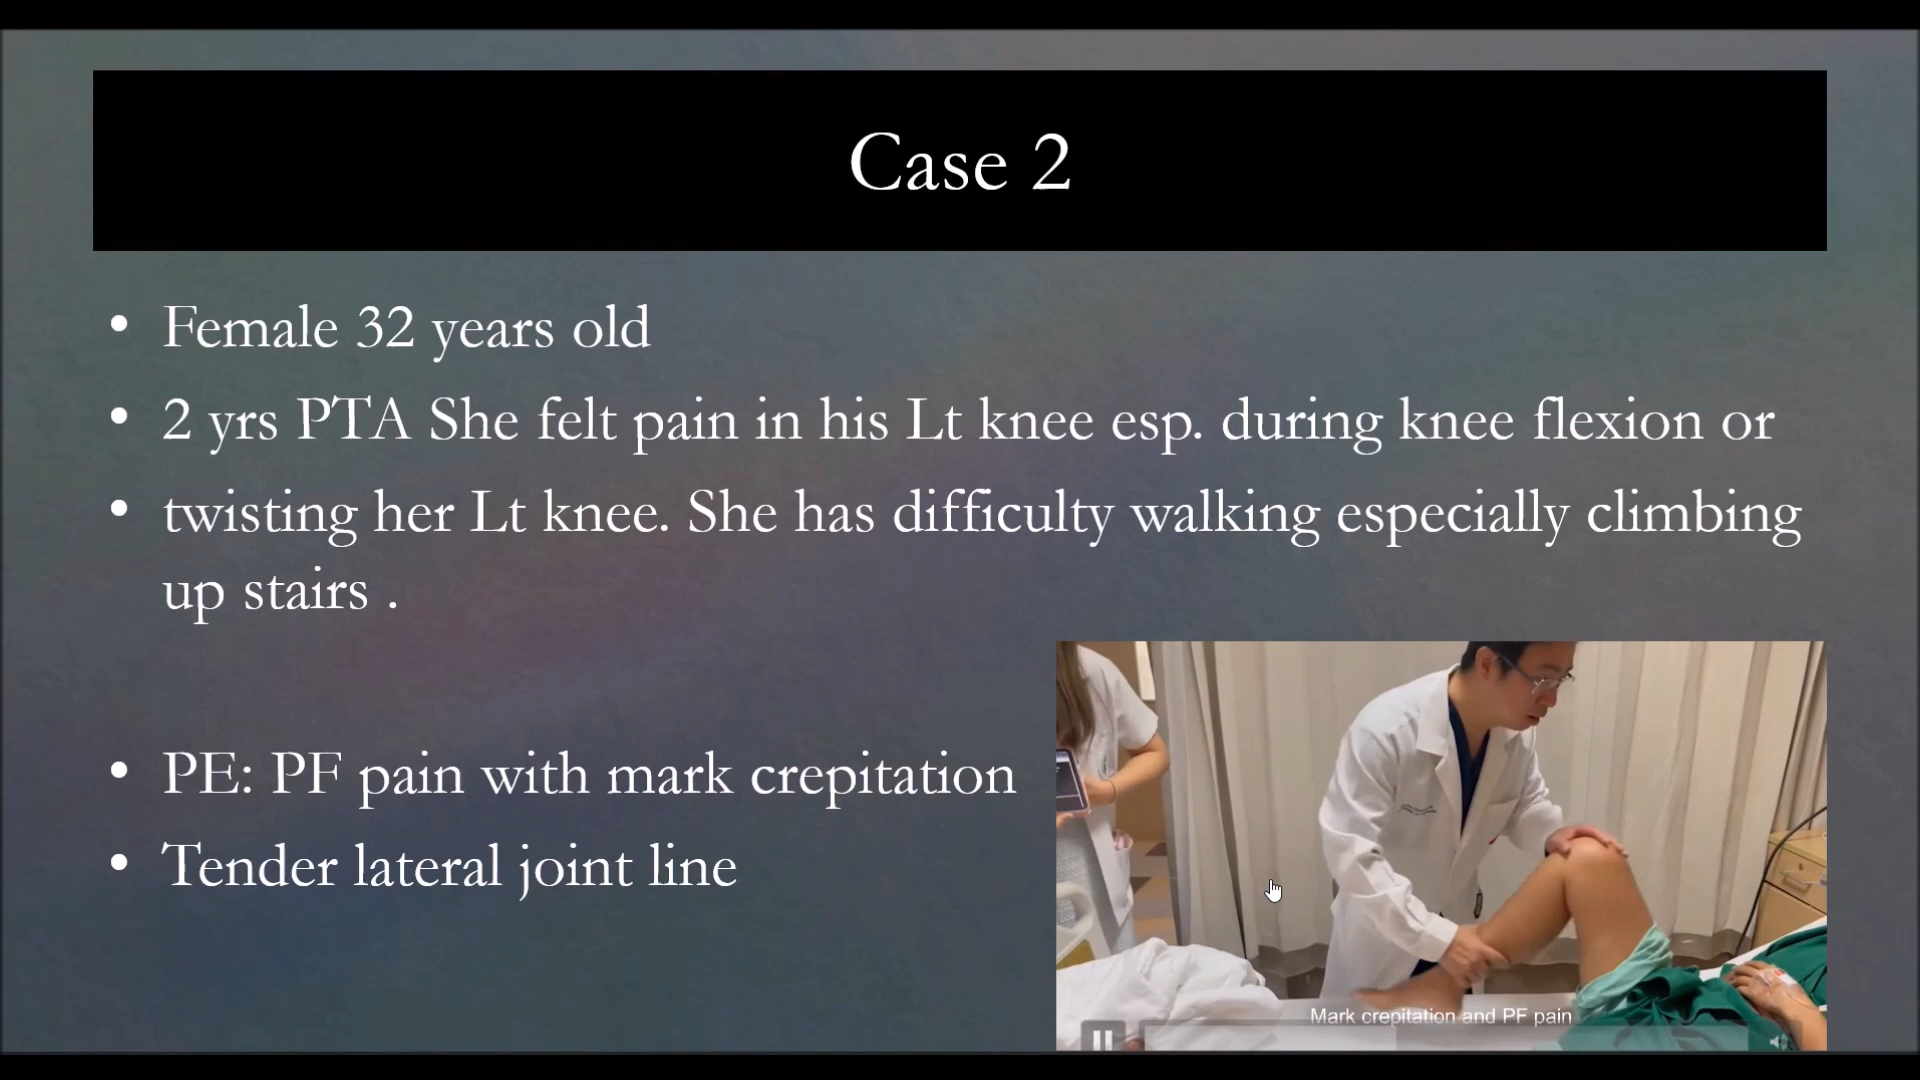 Case 2
• Female 32 years old
• 2 yrs PTA She felt pain in his Lt knee esp. during knee flexion or
• twisting her Lt knee. She has difficulty walking especially climbing
up stairs .
• PE: PF pain with mark crepitation
• Tender lateral joint line
Mark crepitation and PF pain